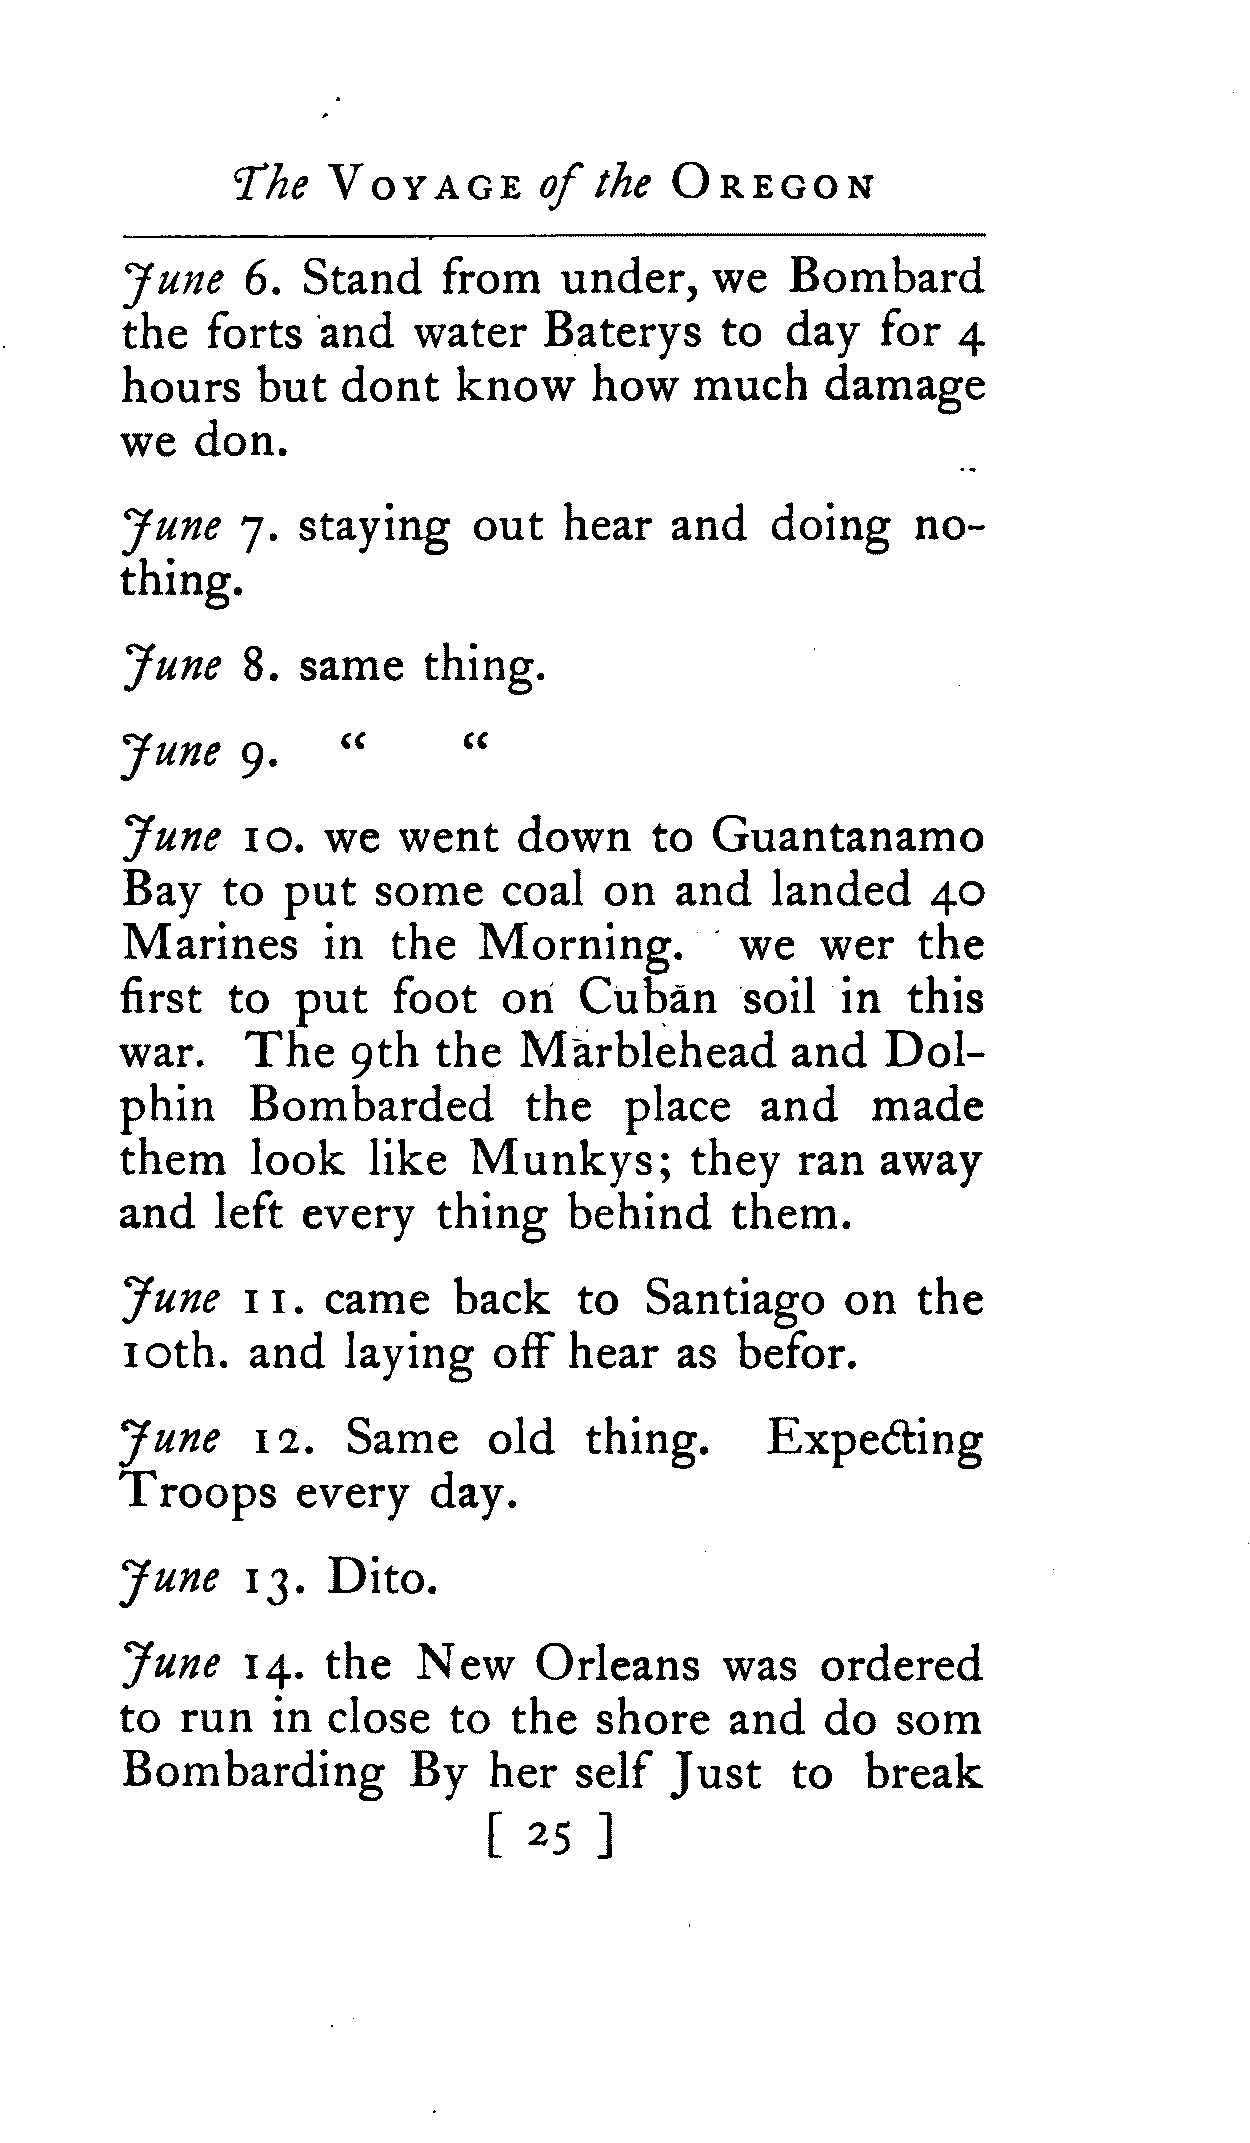 The VOYAGE of the OREGON
June 6. Stand from under, we Bombard
the forts and water Baterys to day for 4
hours but dont know how much damage
we don.
June 7. staying out hear and doing no-
thing.
June 8. same thing.
June 9. “ “
June 10. we went down to Guantanamo
Bay to put some coal on and landed 40
Marines in the Morning. we wer the
first to put foot on Cuban soil in this
war. The 9th the Marblehead and Dol-
phin Bombarded the place and made
them look like Munkys; they ran away
and left every thing behind them.
June 11. came back to Santiago on the
10th. and laying off hear as befor.
June 12. Same old thing. Expecting
Troops every day.
June 13. Dito.
June 14. the New Orleans was ordered
to run in close to the shore and do som
Bombarding By her self Just to break
[ 25 ]